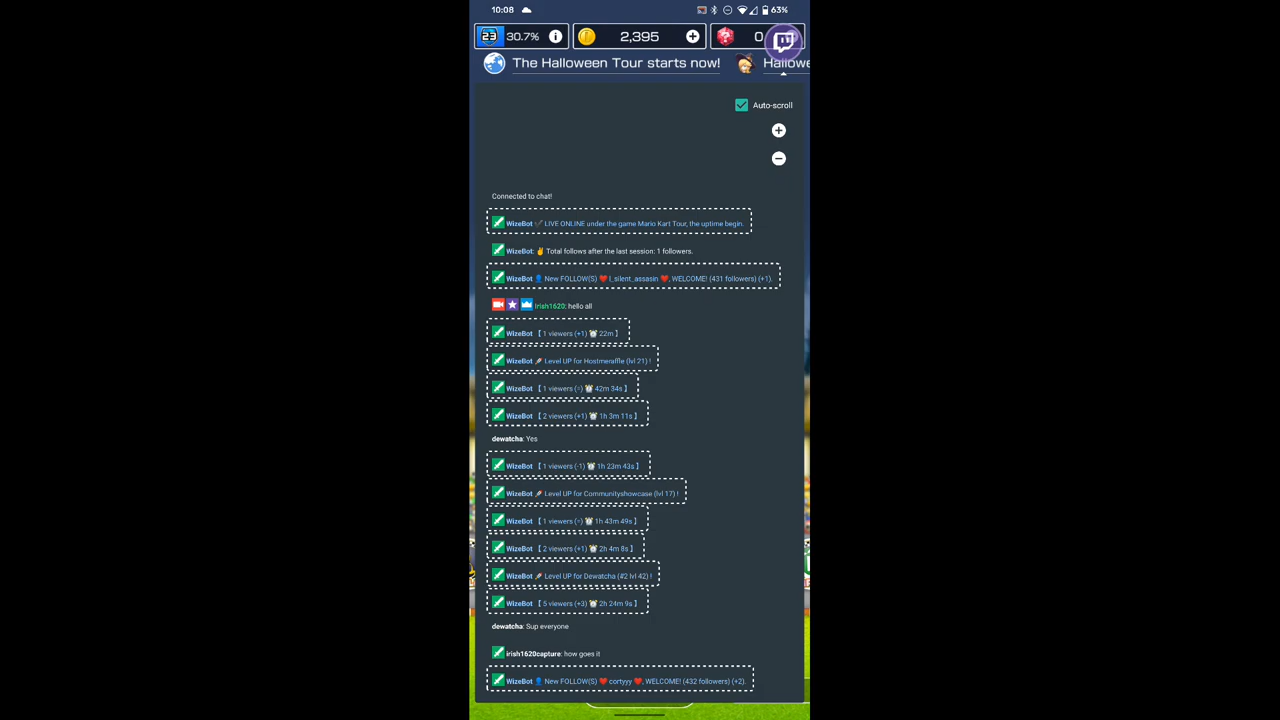 10:08 63%
23 30.7% i 2,395 0
The Halloween Tour starts now! Hallowe
Auto-scroll
Connected to chat!
WizeBot LIVE ONLINE under the game Mario Kart Tour, the uptime begin.
WizeBot: Total follows after the last session: 1 followers.
WizeBot New FOLLOW(S) ❤ l_silent_assasin ❤, WELCOME! (431 followers) (+1).
Irish1620: hello all
WizeBot 【 1 viewers (+1) ⏰ 22m 】
WizeBot Level UP for Hostmeraffle (lvl 21) !
WizeBot 【 1 viewers (=) ⏰ 42m 34s 】
WizeBot 【 2 viewers (+1) ⏰ 1h 3m 11s 】
dewatcha: Yes
WizeBot 【 1 viewers (-1) ⏰ 1h 23m 43s 】
WizeBot Level UP for Communityshowcase (lvl 17) !
WizeBot 【 1 viewers (=) ⏰ 1h 43m 49s 】
WizeBot 【 2 viewers (+1) ⏰ 2h 4m 8s 】
WizeBot Level UP for Dewatcha (#2 lvl 42) !
WizeBot 【 5 viewers (+3) ⏰ 2h 24m 9s 】
dewatcha: Sup everyone
irish1620capture: how goes it
WizeBot New FOLLOW(S) ❤ cortyyy ❤, WELCOME! (432 followers) (+2).